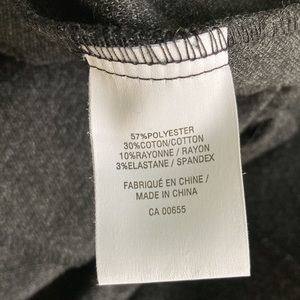 57%POLYESTER
30%COTON/COTTON
10%RAYONNE / RAYON
3%ELASTANE / SPANDEX
FABRIQUÉ EN CHINE /
MADE IN CHINA
CA 00655